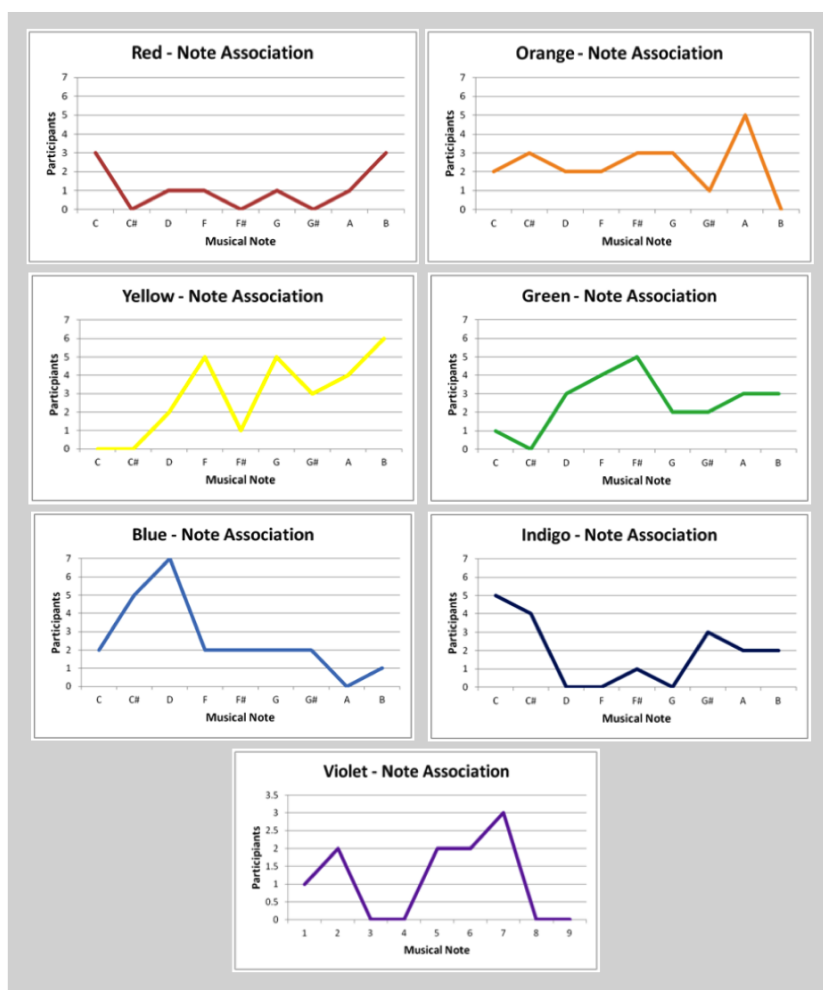 Red - Note Association
7
6
5
4
3
2
1
0
Participants
C C# D F F# G G# A B
Musical Note
Orange - Note Association
7
6
5
4
3
2
1
0
Participants
C C# D F F# G G# A B
Musical Note
Yellow - Note Association
7
6
5
4
3
2
1
0
Particpiants
C C# D F F# G G# A B
Musical Note
Green - Note Association
7
6
5
4
3
2
1
0
Participants
C C# D F F# G G# A B
Musical Note
Blue - Note Association
7
6
5
4
3
2
1
0
Participants
C C# D F F# G G# A B
Musical Note
Indigo - Note Association
7
6
5
4
3
2
1
0
Participants
C C# D F F# G G# A B
Musical Note
Violet - Note Association
3.5
3
2.5
2
1.5
1
0.5
0
Participiants
1 2 3 4 5 6 7 8 9
Musical Note